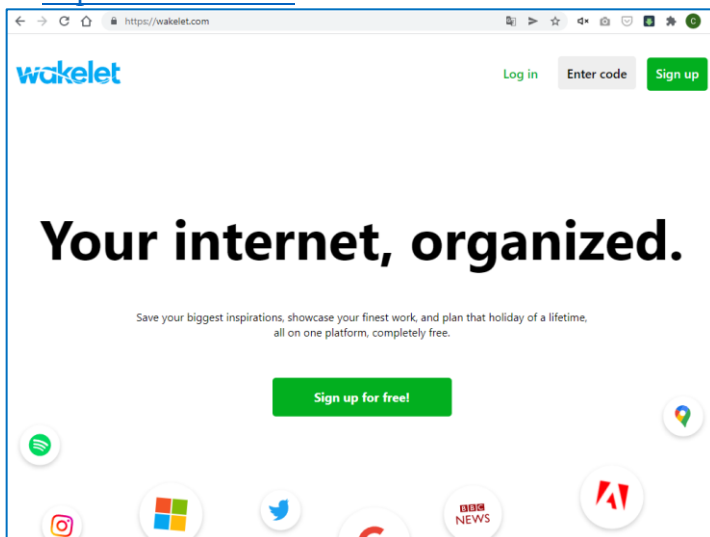 https://wakelet.com
wakelet
Log in
Enter code
Sign up
Your internet, organized.
Save your biggest inspirations, showcase your finest work, and plan that holiday of a lifetime,
all on one platform, completely free.
Sign up for free!
BBC
NEWS
C